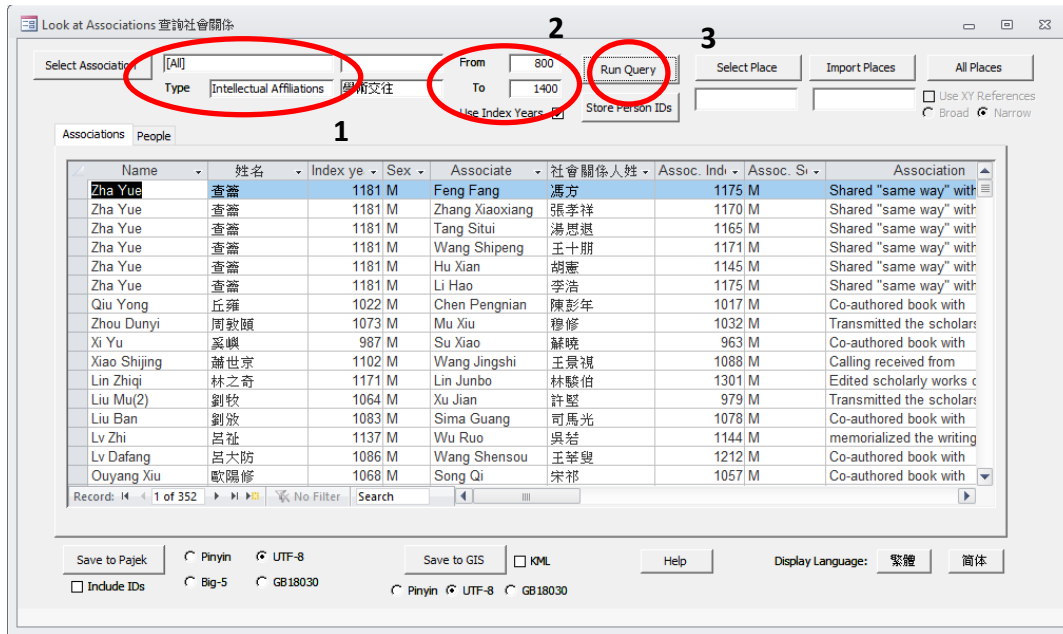 Look at Associations 查詢社會關係
2
3
Select Association [All] From 800 Run Query Select Place Import Places All Places
Type Intellectual Affiliations 學術交往 To 1400 Use XY References
Use Index Years Store Person IDs Broad Narrow
1
Associations People
Name 姓名 Index ye Sex Associate 社會關係人姓 Assoc. Ind Assoc. S Association
Zha Yue 查籥 1181 M Feng Fang 馮方 1175 M Shared "same way" with
Zha Yue 查籥 1181 M Zhang Xiaoxiang 張孝祥 1170 M Shared "same way" with
Zha Yue 查籥 1181 M Tang Situi 湯思退 1165 M Shared "same way" with
Zha Yue 查籥 1181 M Wang Shipeng 王十朋 1171 M Shared "same way" with
Zha Yue 查籥 1181 M Hu Xian 胡憲 1145 M Shared "same way" with
Zha Yue 查籥 1181 M Li Hao 李浩 1175 M Shared "same way" with
Qiu Yong 丘雍 1022 M Chen Pengnian 陳彭年 1017 M Co-authored book with
Zhou Dunyi 周敦頤 1073 M Mu Xiu 穆修 1032 M Transmitted the scholars
Xi Yu 奚嶼 987 M Su Xiao 蘇曉 963 M Co-authored book with
Xiao Shijing 蕭世京 1102 M Wang Jingshi 王景視 1088 M Calling received from
Lin Zhiqi 林之奇 1171 M Lin Junbo 林駿伯 1301 M Edited scholarly works
Liu Mu(2) 劉牧 1064 M Xu Jian 許堅 979 M Transmitted the scholars
Liu Ban 劉攽 1083 M Sima Guang 司馬光 1078 M Co-authored book with
Lv Zhi 呂祉 1137 M Wu Ruo 吳若 1144 M memorialized the writing
Lv Dafang 呂大防 1086 M Wang Shensou 王莘叟 1212 M Co-authored book with
Ouyang Xiu 歐陽修 1068 M Song Qi 宋祁 1057 M Co-authored book with
Record: 1 of 352 No Filter Search
Save to Pajek Pinyin UTF-8 Save to GIS KML Help Display Language: 繁體 简体
Include IDs Big-5 GB18030 Pinyin UTF-8 GB18030